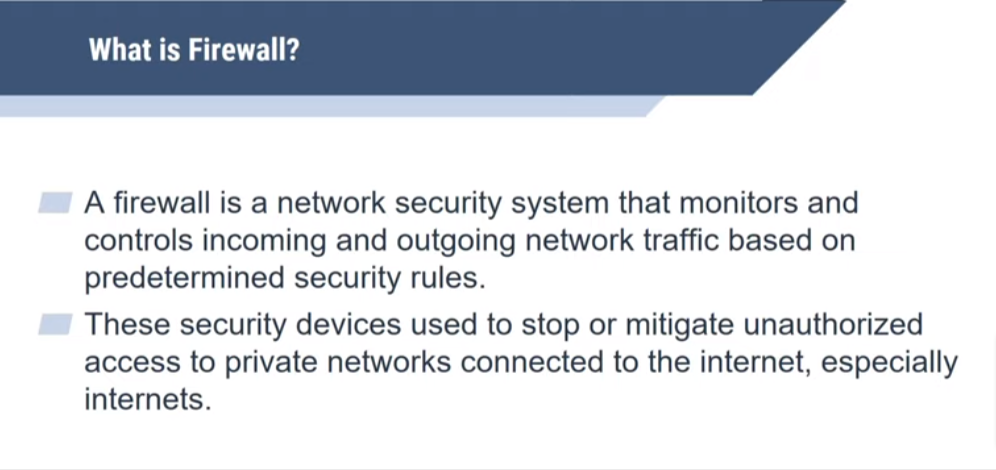 What is Firewall?
A firewall is a network security system that monitors and
controls incoming and outgoing network traffic based on
predetermined security rules.
These security devices used to stop or mitigate unauthorized
access to private networks connected to the internet, especially
internets.